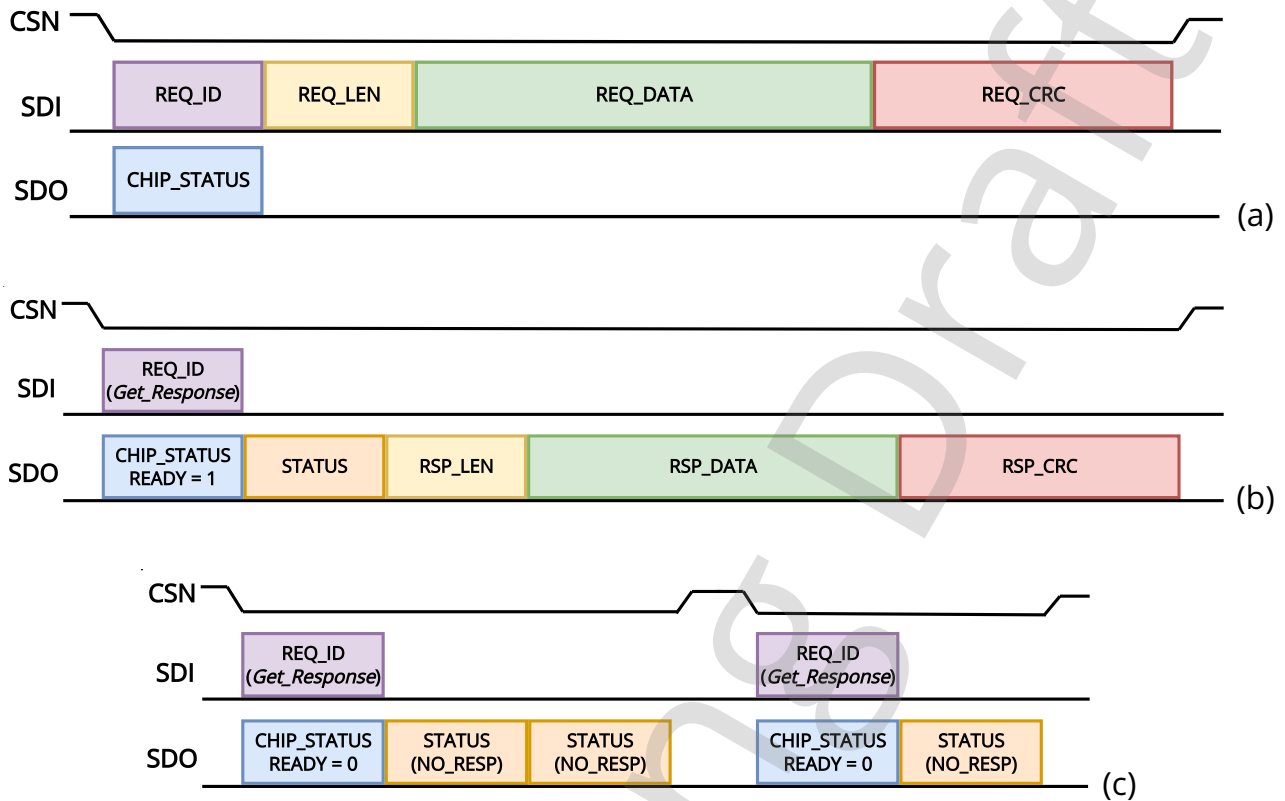 CSN
SDI REQ_ID REQ_LEN REQ_DATA REQ_CRC
SDO CHIP_STATUS
(a)
CSN
SDI REQ_ID
(Get_Response)
SDO CHIP_STATUS
READY = 1 STATUS RSP_LEN RSP_DATA RSP_CRC
(b)
CSN
SDI REQ_ID
(Get_Response) REQ_ID
(Get_Response)
SDO CHIP_STATUS
READY = 0 STATUS
(NO_RESP) STATUS
(NO_RESP) CHIP_STATUS
READY = 0 STATUS
(NO_RESP)
(c)
ng Draft